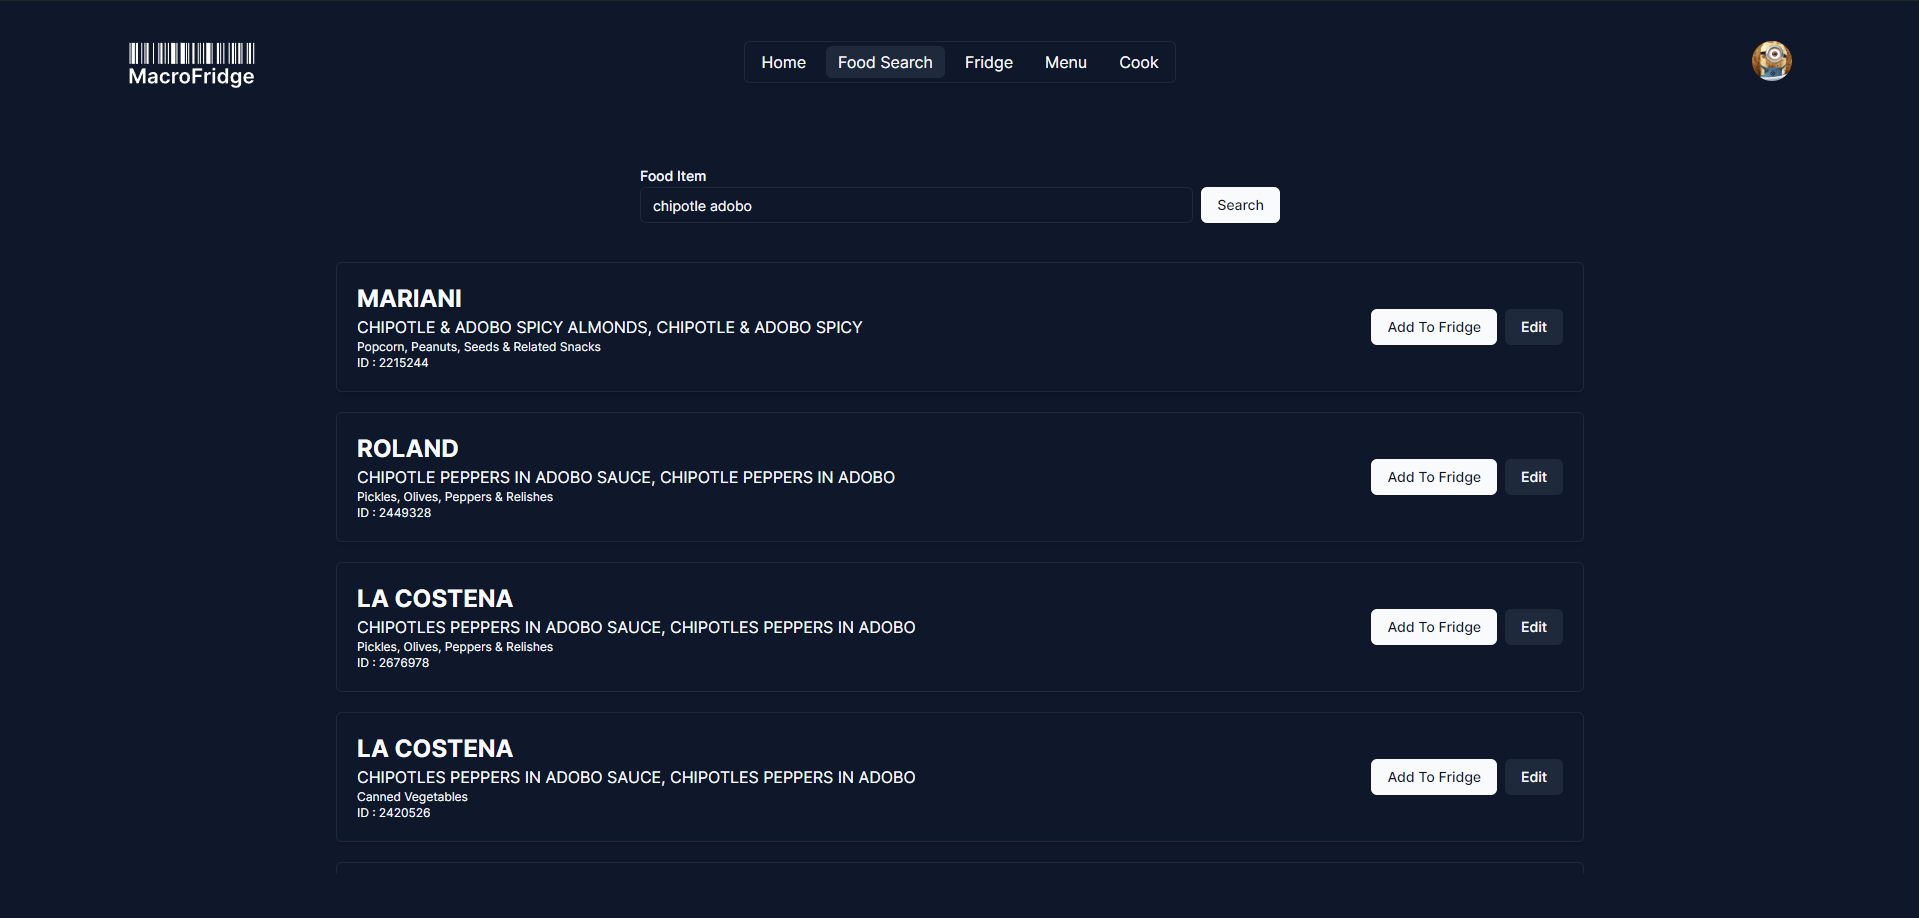 MacroFridge
Home Food Search Fridge Menu Cook
Food Item
chipotle adobo
Search
MARIANI
CHIPOTLE & ADOBO SPICY ALMONDS, CHIPOTLE & ADOBO SPICY
Popcorn, Peanuts, Seeds & Related Snacks
ID : 2215244
Add To Fridge Edit
ROLAND
CHIPOTLE PEPPERS IN ADOBO SAUCE, CHIPOTLE PEPPERS IN ADOBO
Pickles, Olives, Peppers & Relishes
ID : 2449328
Add To Fridge Edit
LA COSTENA
CHIPOTLES PEPPERS IN ADOBO SAUCE, CHIPOTLES PEPPERS IN ADOBO
Pickles, Olives, Peppers & Relishes
ID : 2676978
Add To Fridge Edit
LA COSTENA
CHIPOTLES PEPPERS IN ADOBO SAUCE, CHIPOTLES PEPPERS IN ADOBO
Canned Vegetables
ID : 2420526
Add To Fridge Edit